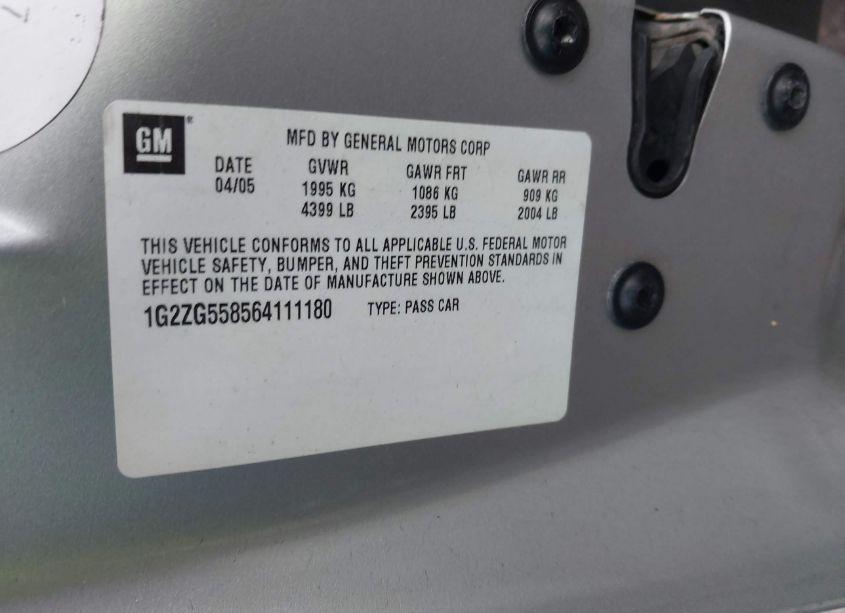 GM®
MFD BY GENERAL MOTORS CORP
DATE GVWR GAWR FRT GAWR RR
04/05 1995 KG 1086 KG 909 KG
4399 LB 2395 LB 2004 LB
THIS VEHICLE CONFORMS TO ALL APPLICABLE U.S. FEDERAL MOTOR
VEHICLE SAFETY, BUMPER, AND THEFT PREVENTION STANDARDS IN
EFFECT ON THE DATE OF MANUFACTURE SHOWN ABOVE.
1G2ZG558564111180 TYPE: PASS CAR